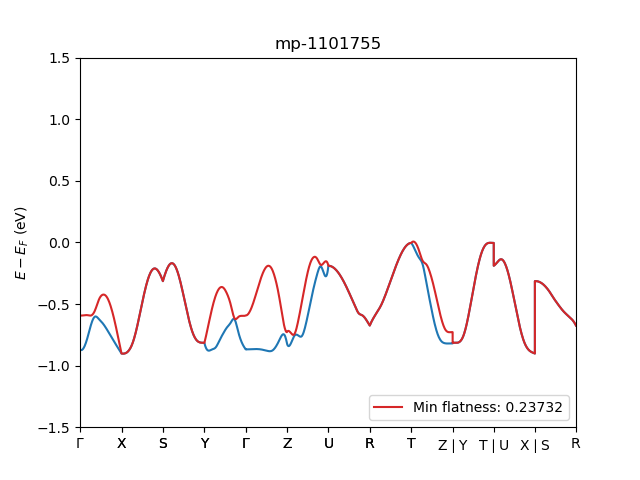 mp-1101755
E − E_F (eV)
1.5
1.0
0.5
0.0
−0.5
−1.0
−1.5
Min flatness: 0.23732
Γ X S Y Γ Z U R T Z | Y T | U X | S R